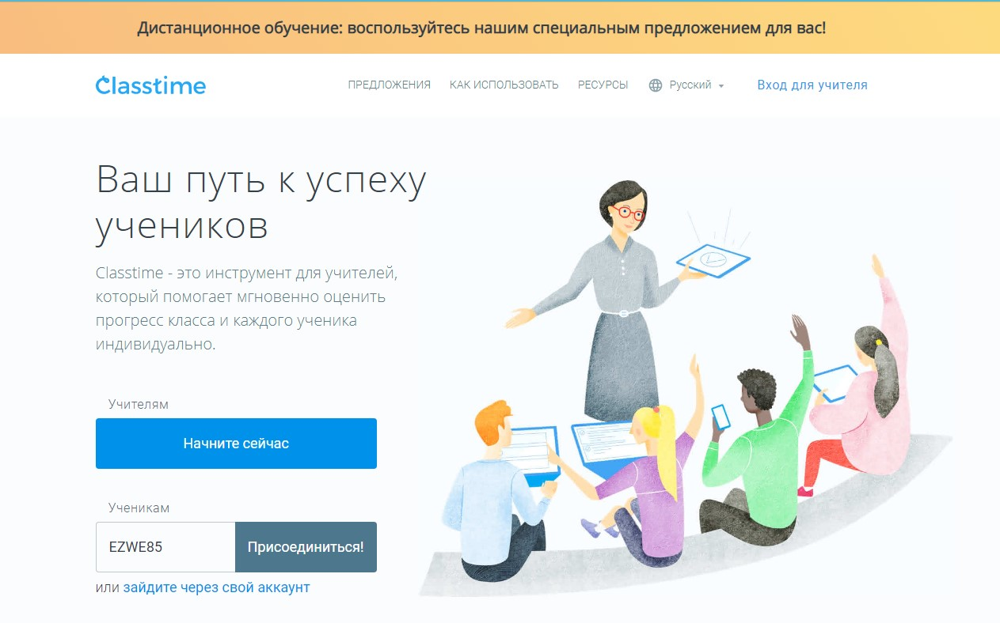 Дистанционное обучение: воспользуйтесь нашим специальным предложением для вас!
Classtime
ПРЕДЛОЖЕНИЯ
КАК ИСПОЛЬЗОВАТЬ
РЕСУРСЫ
Русский
Вход для учителя
Ваш путь к успеху
учеников
Classtime - это инструмент для учителей,
который помогает мгновенно оценить
прогресс класса и каждого ученика
индивидуально.
Учителям
Начните сейчас
Ученикам
EZWE85
Присоединиться!
или зайдите через свой аккаунт